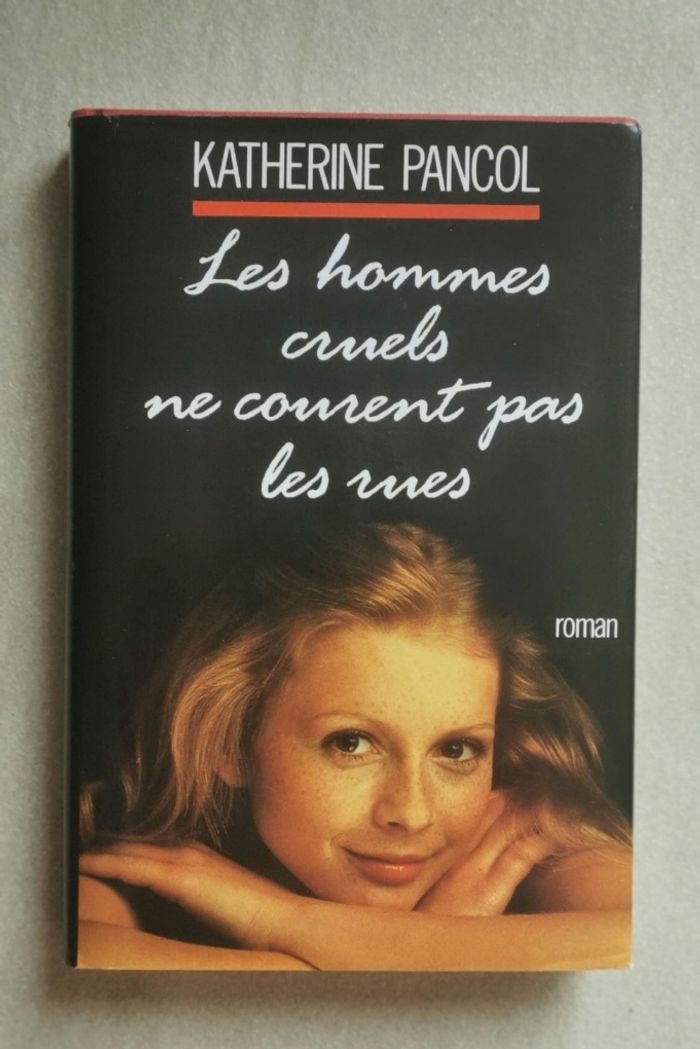 KATHERINE PANCOL
Les hommes
cruels
ne courent pas
les rues
roman